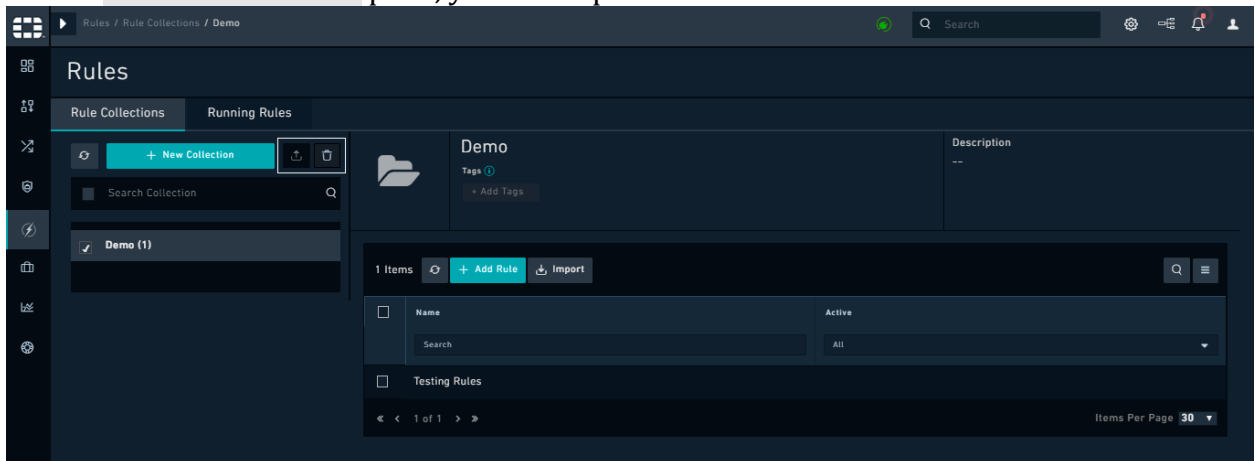 Rules / Rule Collections / Demo
Search
Rules
Rule Collections
Running Rules
+ New Collection
Search Collection
Demo (1)
Demo
Tags
+ Add Tags
Description
--
1 Items
+ Add Rule
Import
Name
Active
Search
All
Testing Rules
« < 1 of 1 > »
Items Per Page 30